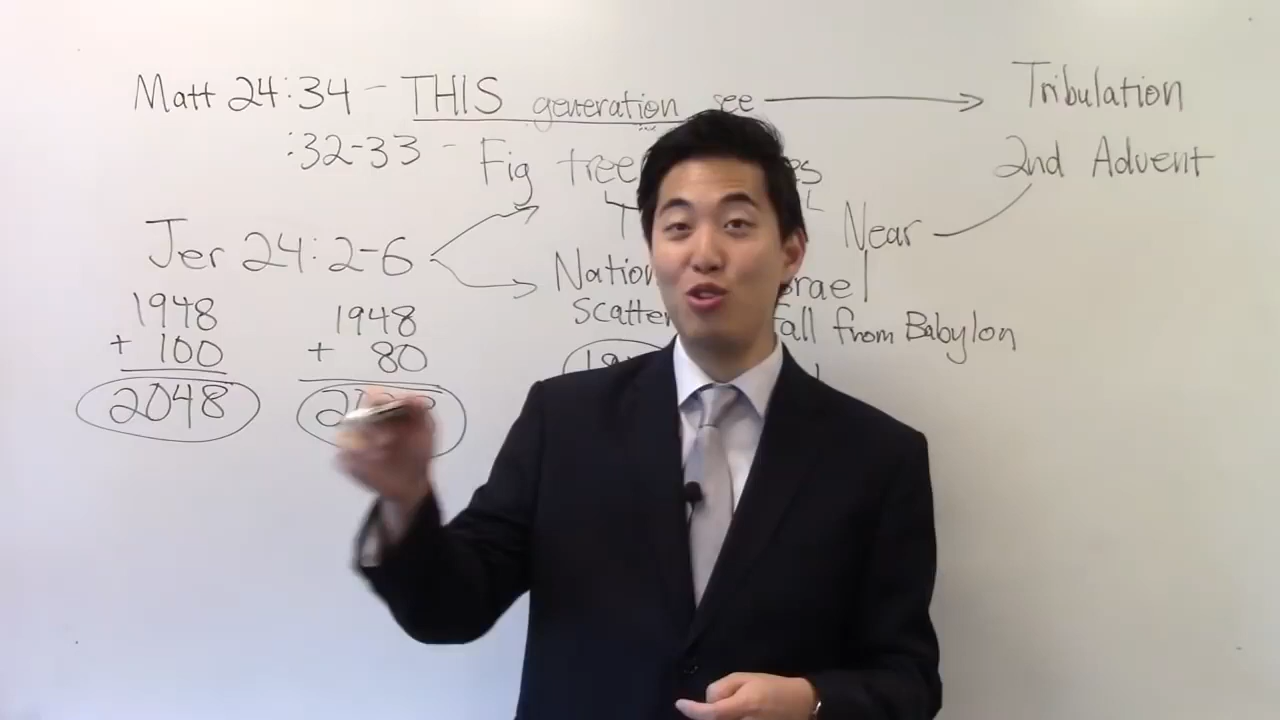 Matt 24:34 - THIS generation see → Tribulation
:32-33 - Fig tree 2nd Advent
Near
Jer 24:2-6
Fall from Babylon
1948 1948
+ 100 + 80
2048